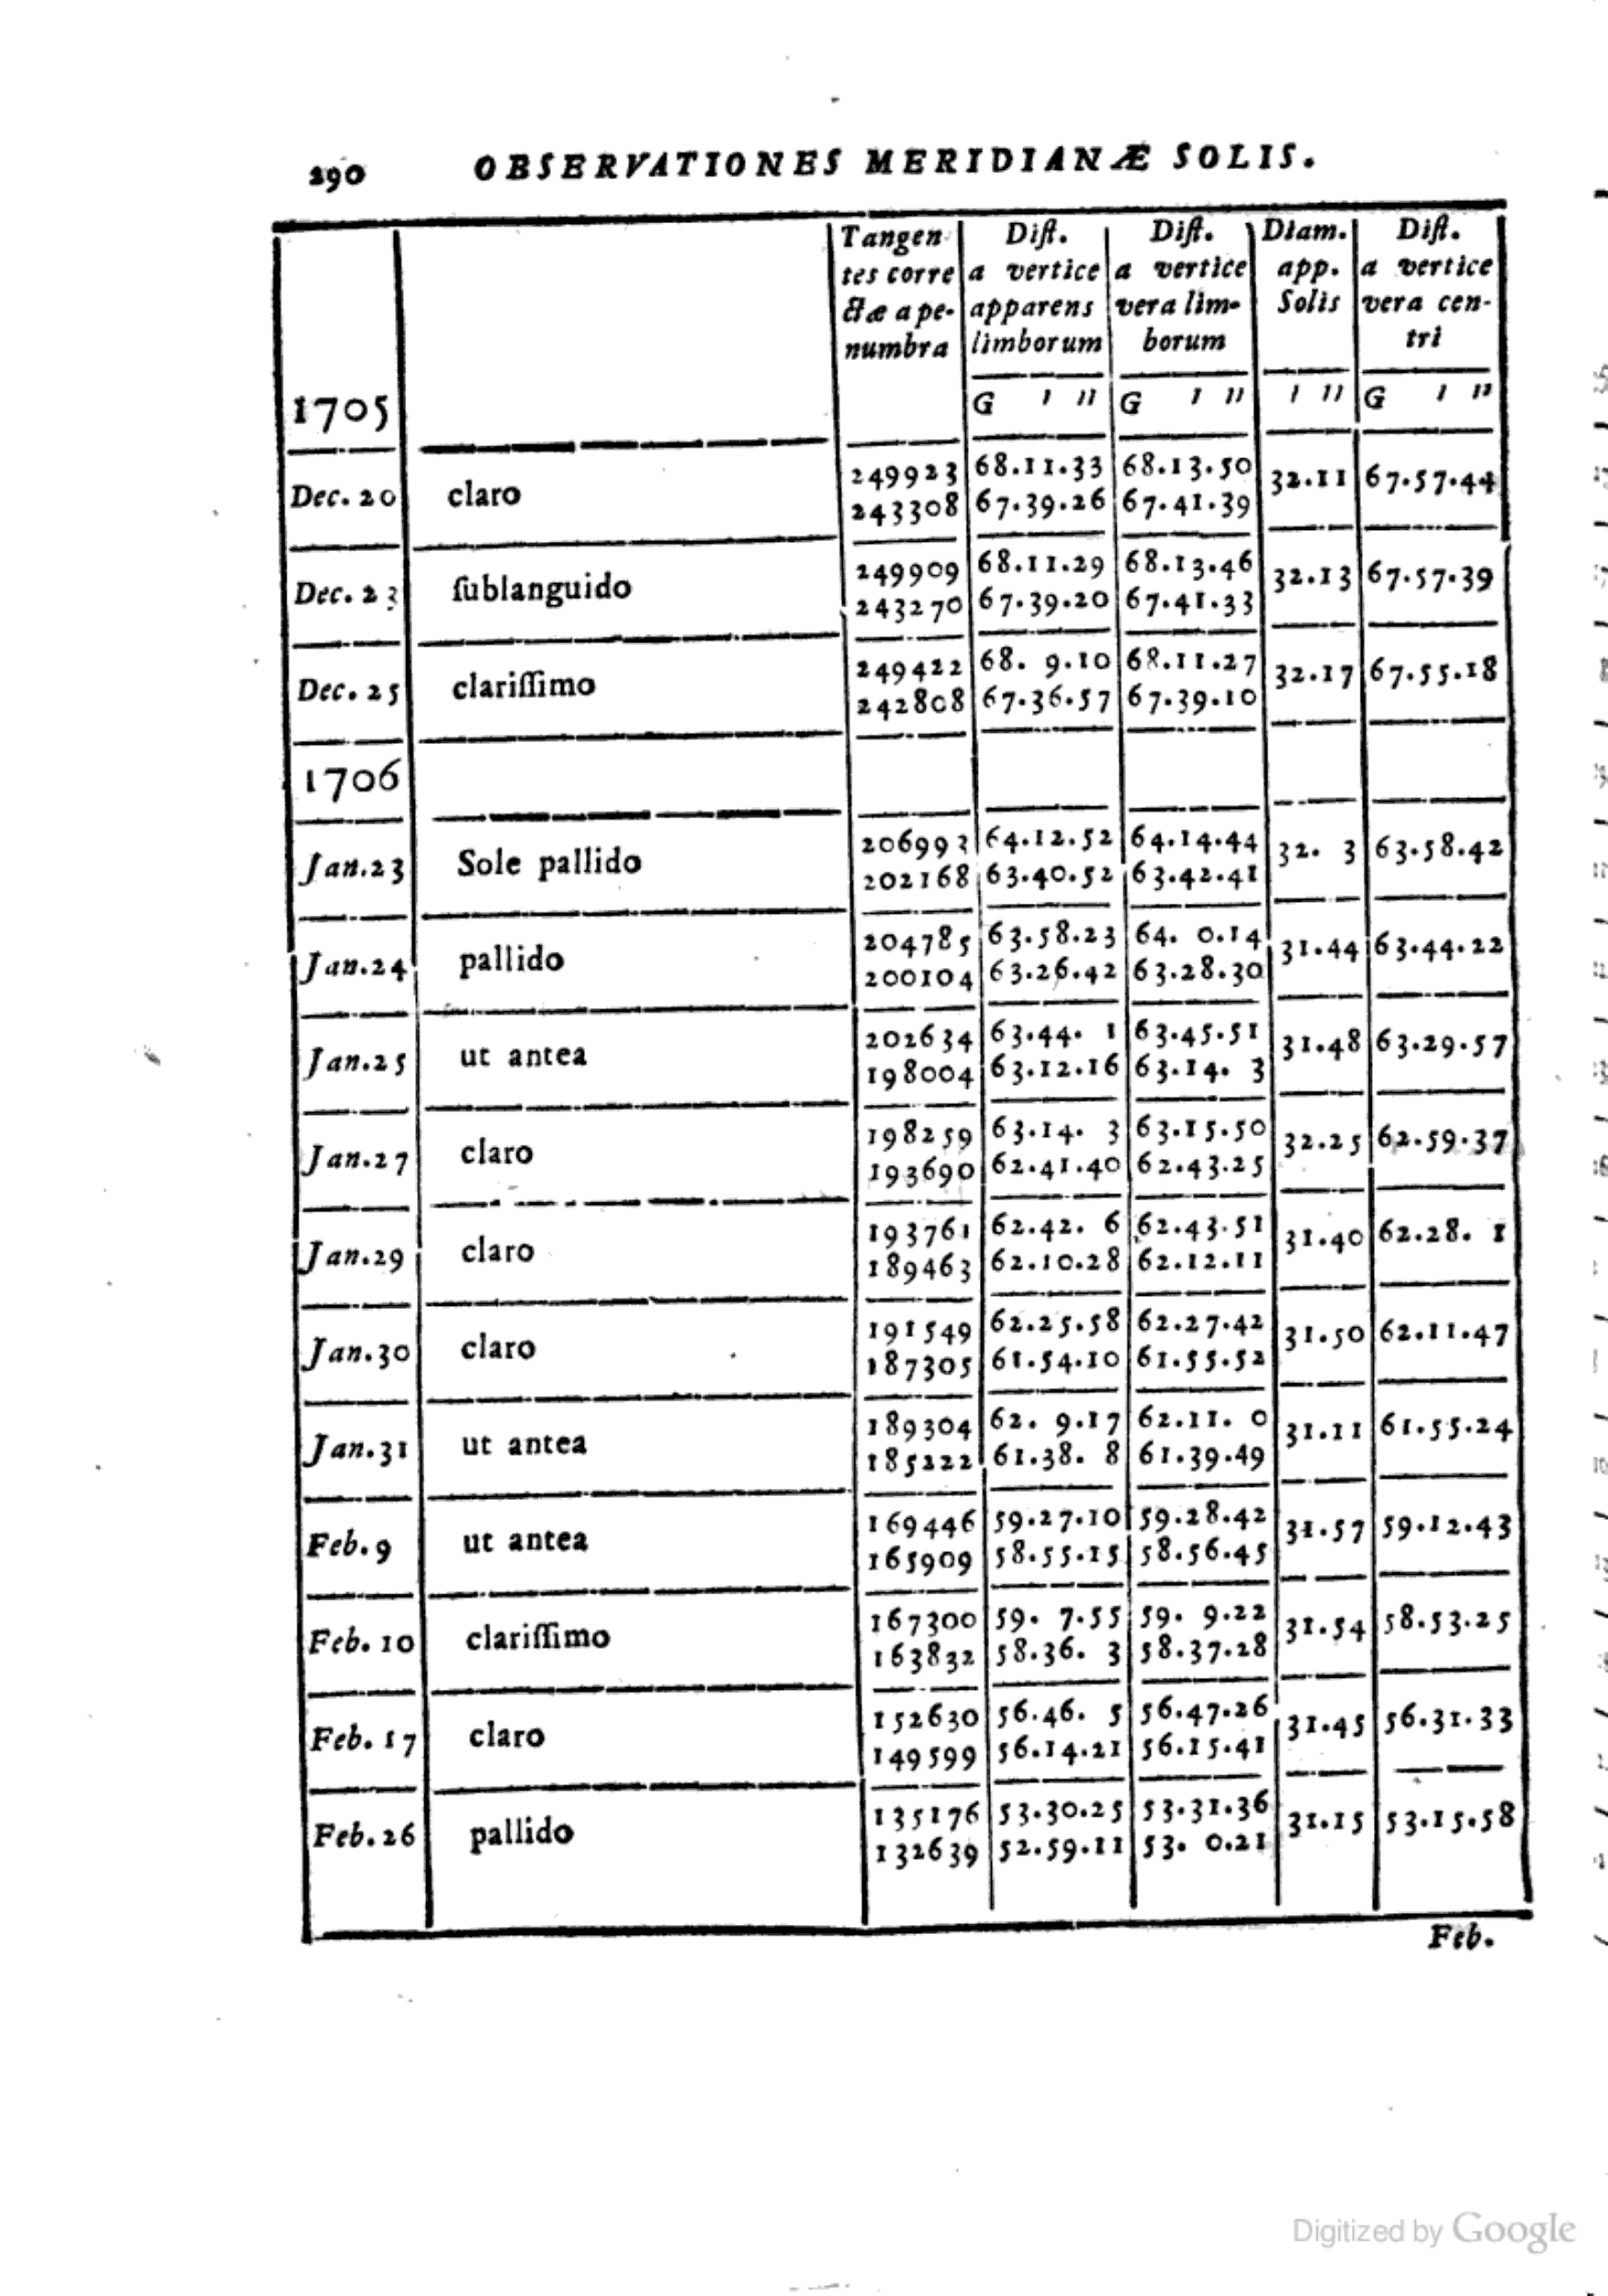 290 OBSERVATIONES MERIDIANÆ SOLIS.
Tangen Diſt. Diſt. Diam. Diſt.
tes corre a vertice a vertice app. a vertice
ctæ a pe- apparens vera lim- Solis vera cen-
numbra limborum borum tri
1705 G ı ıı G ı ıı ı ıı G ı ıı
249923 68.11.33 68.13.50
Dec. 20 claro 32.11 67.57.44
243308 67.39.26 67.41.39
249909 68.11.29 68.13.46
Dec. 23 ſublanguido 32.13 67.57.39
243270 67.39.20 67.41.33
249422 68. 9.10 68.11.27
Dec. 25 clariſſimo 32.17 67.55.18
242808 67.36.57 67.39.10
1706
206993 64.12.52 64.14.44
Jan.23 Sole pallido 32. 3 63.58.42
202168 63.40.52 63.42.41
204785 63.58.23 64. 0.14
Jan.24 pallido 31.44 63.44.22
200104 63.26.42 63.28.30
202634 63.44. 1 63.45.51
Jan.25 ut antea 31.48 63.29.57
198004 63.12.16 63.14. 3
198259 63.14. 3 63.15.50
Jan.27 claro 32.25 62.59.37
193690 62.41.40 62.43.25
193761 62.42. 6 62.43.51
Jan.29 claro 31.40 62.28. 1
189463 62.10.28 62.12.11
191549 62.25.58 62.27.42
Jan.30 claro 31.50 62.11.47
187305 61.54.10 61.55.52
189304 62. 9.17 62.11. 0
Jan.31 ut antea 31.11 61.55.24
185222 61.38. 8 61.39.49
169446 59.27.10 59.28.42
Feb.9 ut antea 31.57 59.12.43
165909 58.55.15 58.56.45
167300 59. 7.55 59. 9.22
Feb. 10 clariſſimo 31.54 58.53.25
163832 58.36. 3 58.37.28
152630 56.46. 5 56.47.26
Feb. 17 claro 31.45 56.31.33
149599 56.14.21 56.15.41
135176 53.30.25 53.31.36
Feb. 26 pallido 31.15 53.15.58
132639 52.59.11 53. 0.21
Feb.
Digitized by Google